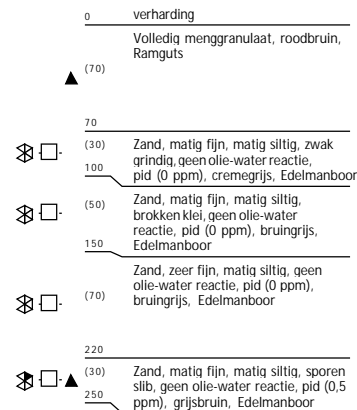 0 verharding
Volledig menggranulaat, roodbruin,
Ramguts
(70)
70
(30) Zand, matig fijn, matig siltig, zwak
grindig, geen olie-water reactie,
100 pid (0 ppm), cremegrijs, Edelmanboor
(50) Zand, matig fijn, matig siltig,
brokken klei, geen olie-water
reactie, pid (0 ppm), bruingrijs,
150 Edelmanboor
Zand, zeer fijn, matig siltig, geen
olie-water reactie, pid (0 ppm),
(70) bruingrijs, Edelmanboor
220
(30) Zand, matig fijn, matig siltig, sporen
slib, geen olie-water reactie, pid (0,5
250 ppm), grijsbruin, Edelmanboor